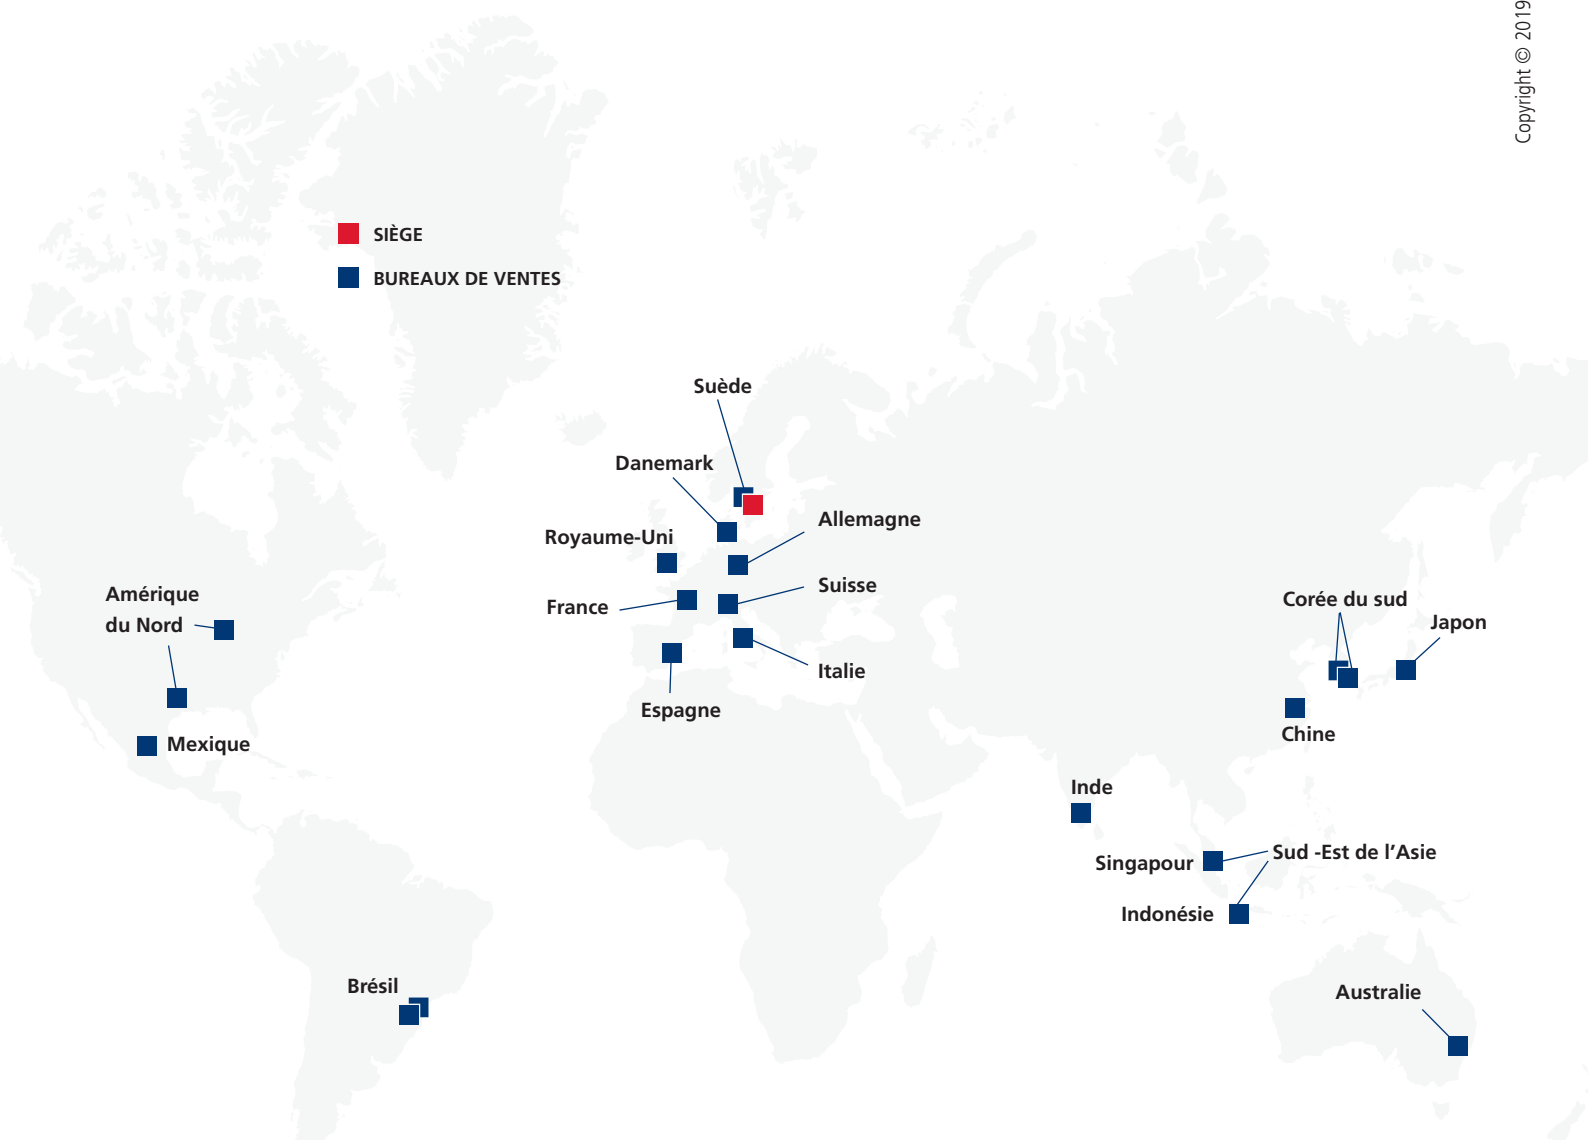 Copyright © 2019
SIÈGE
BUREAUX DE VENTES
Suède
Danemark
Allemagne
Royaume-Uni
Suisse
France
Italie
Espagne
Amérique
du Nord
Mexique
Brésil
Corée du sud
Japon
Chine
Inde
Singapour
Sud -Est de l’Asie
Indonésie
Australie